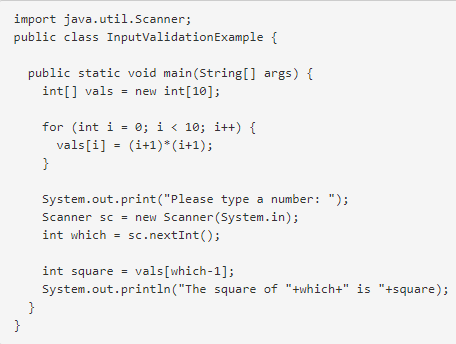 import java.util.Scanner;
public class InputValidationExample {
  public static void main(String[] args) {
    int[] vals = new int[10];
    for (int i = 0; i < 10; i++) {
      vals[i] = (i+1)*(i+1);
    }
    System.out.print("Please type a number: ");
    Scanner sc = new Scanner(System.in);
    int which = sc.nextInt();
    int square = vals[which-1];
    System.out.println("The square of "+which+" is "+square);
  }
}